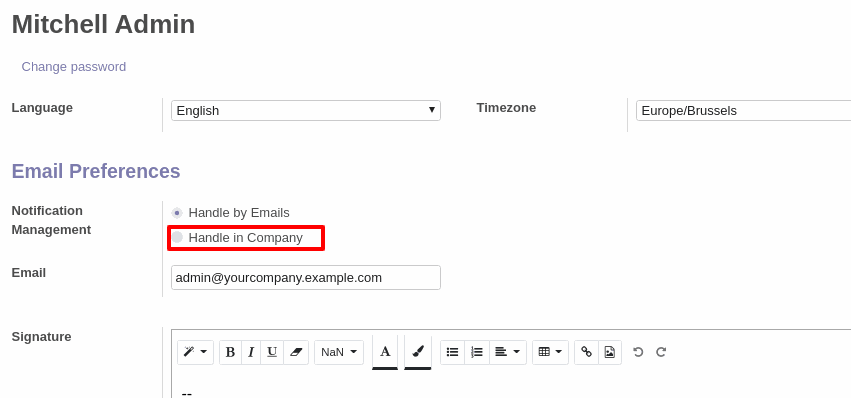 Mitchell Admin
Change password
Language
English
Timezone
Europe/Brussels
Email Preferences
Notification
Management
Handle by Emails
Handle in Company
Email
admin@yourcompany.example.com
Signature
B I U NaN A
--